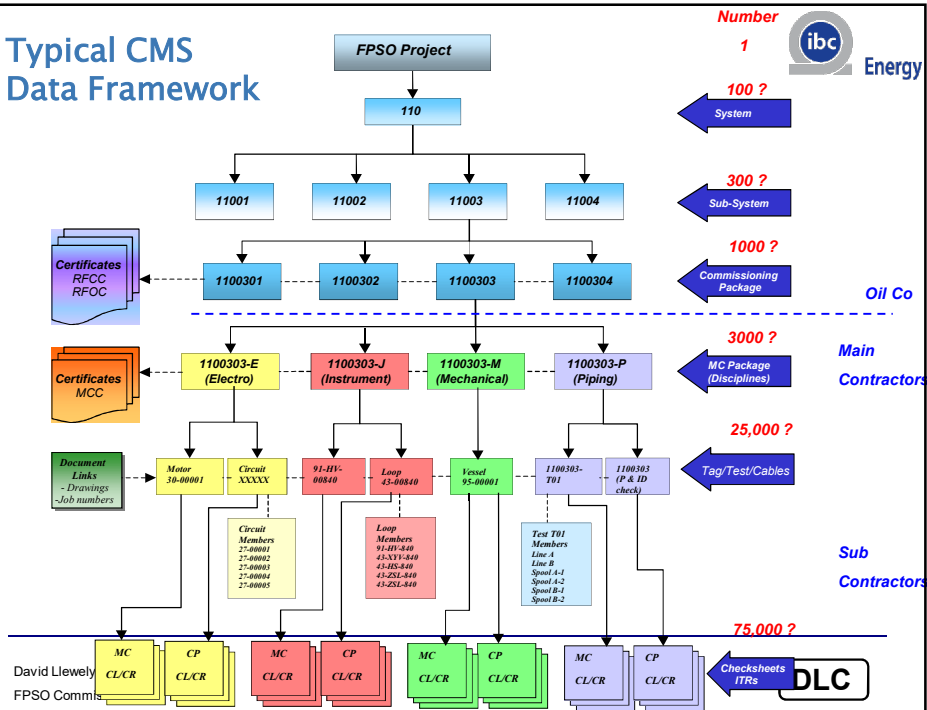 Typical CMS
Data Framework
FPSO Project
Number
1
ibc
Energy
110
100 ?
System
11001
11002
11003
11004
300 ?
Sub-System
Certificates
RFCC
RFOC
1100301
1100302
1100303
1100304
1000 ?
Commissioning
Package
Oil Co
Certificates
MCC
1100303-E
(Electro)
1100303-J
(Instrument)
1100303-M
(Mechanical)
1100303-P
(Piping)
3000 ?
MC Package
(Disciplines)
Main
Contractors
25,000 ?
Document
Links
- Drawings
-Job numbers
Motor
30-00001
Circuit
XXXXX
91-HV-
00840
Loop
43-00840
Vessel
95-00001
1100303-
T01
1100303
(P & ID
check)
Tag/Test/Cables
Circuit
Members
27-00001
27-00002
27-00003
27-00004
27-00005
Loop
Members
91-HV-840
43-XYV-840
43-HS-840
43-ZSL-840
43-ZSL-840
Test T01
Members
Line A
Line B
Spool A-1
Spool A-2
Spool B-1
Spool B-2
Sub
Contractors
75,000 ?
MC
CL/CR
CP
CL/CR
MC
CL/CR
CP
CL/CR
MC
CL/CR
CP
CL/CR
MC
CL/CR
CP
CL/CR
Checksheets
ITRs
DLC
David Llewely
FPSO Commis